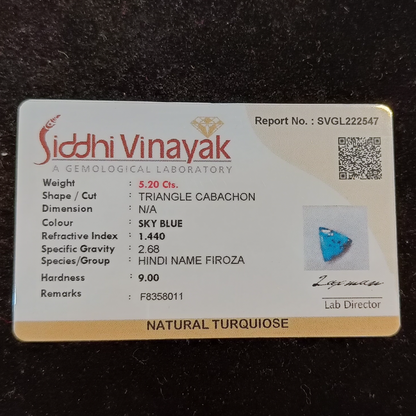 Report No. : SVGL222547
Siddhi Vinayak
A GEMOLOGICAL LABORATORY
Weight : 5.20 Cts.
Shape / Cut : TRIANGLE CABACHON
Dimension : N/A
Colour : SKY BLUE
Refractive Index : 1.440
Specific Gravity : 2.68
Species/Group : HINDI NAME FIROZA
Hardness : 9.00
Remarks : F8358011
Lab Director
NATURAL TURQUIOSE